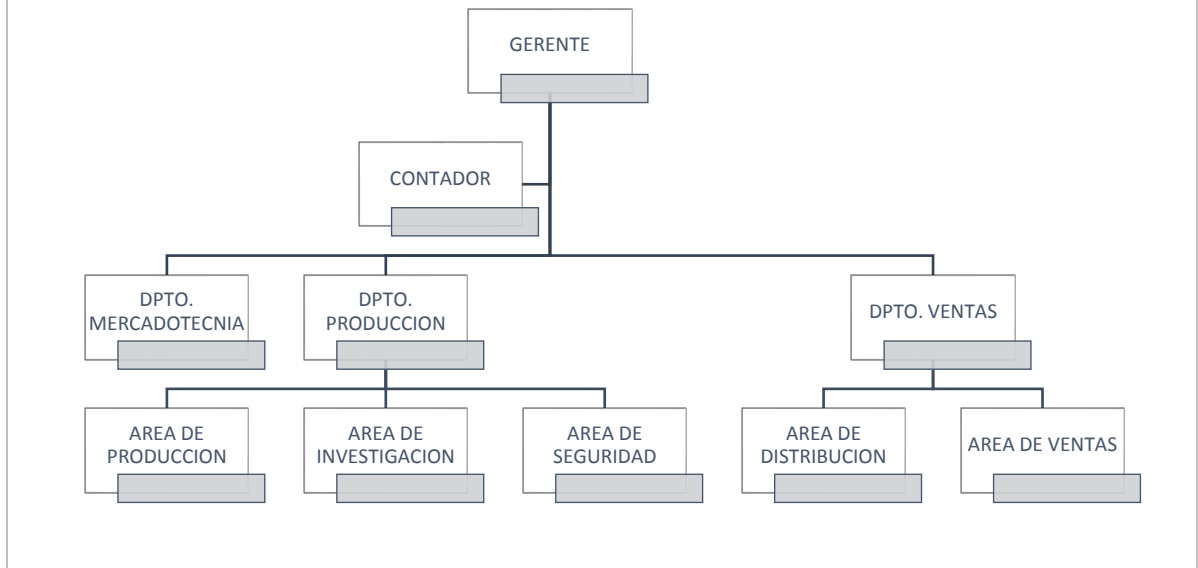 GERENTE
CONTADOR
DPTO.
MERCADOTECNIA
DPTO.
PRODUCCION
DPTO. VENTAS
AREA DE
PRODUCCION
AREA DE
INVESTIGACION
AREA DE
SEGURIDAD
AREA DE
DISTRIBUCION
AREA DE VENTAS